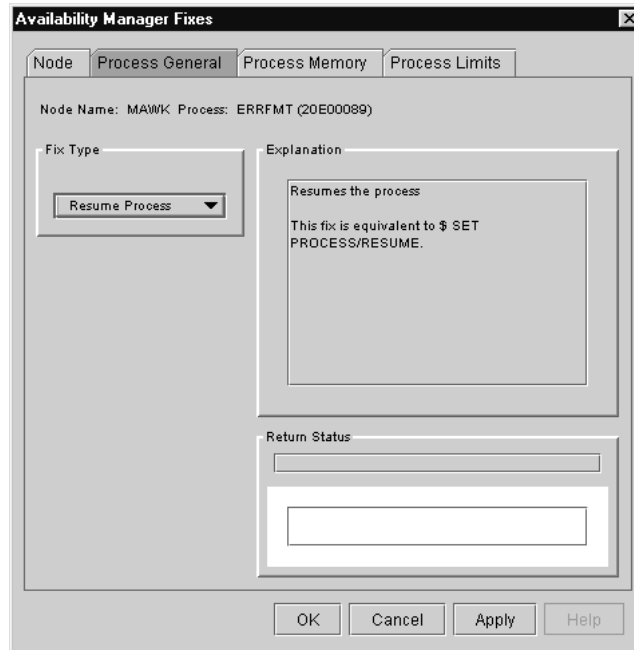 Availability Manager Fixes
Node
Process General
Process Memory
Process Limits
Node Name: MAWK Process: ERRFMT (20E00089)
Fix Type
Resume Process
Explanation
Resumes the process
This fix is equivalent to $ SET
PROCESS/RESUME.
Return Status
OK
Cancel
Apply
Help